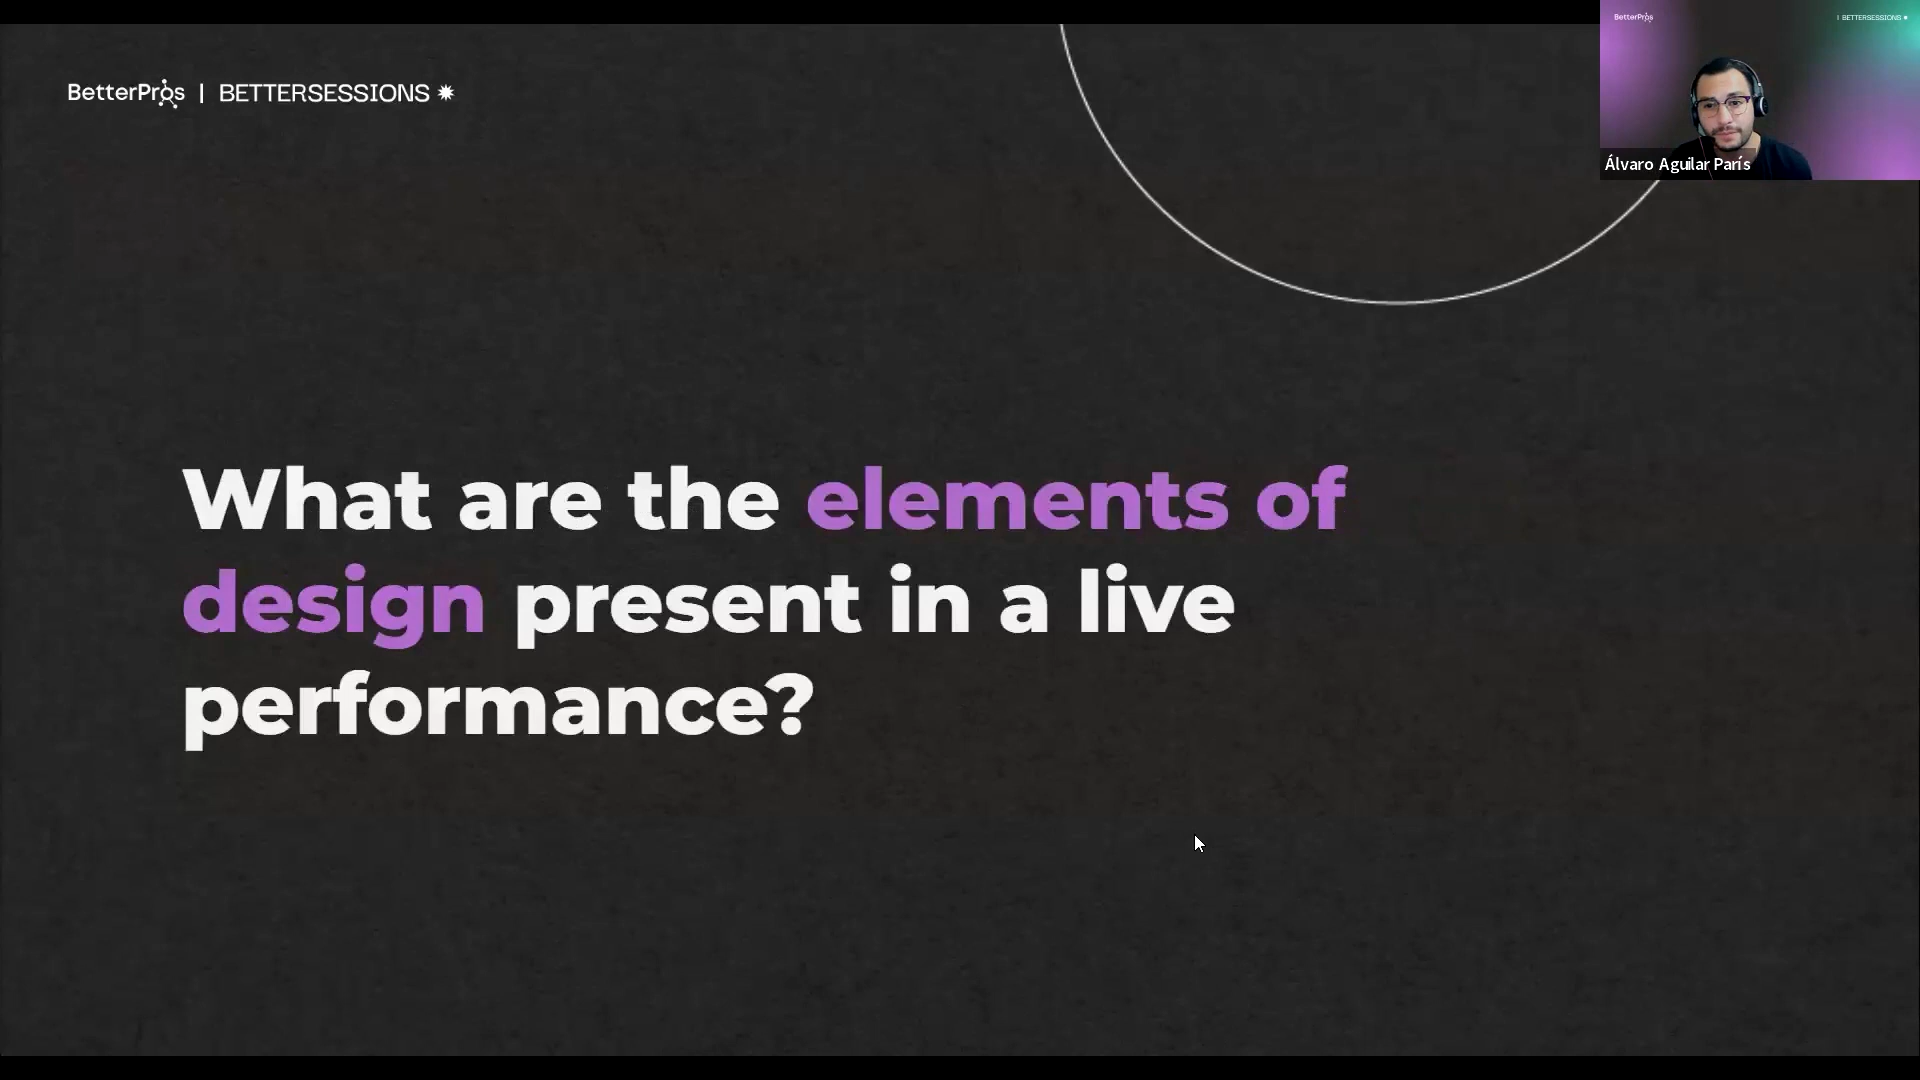 BetterPros | BETTERSESSIONS
BetterPros
| BETTERSESSIONS
Álvaro Aguilar París
What are the elements of
design present in a live
performance?